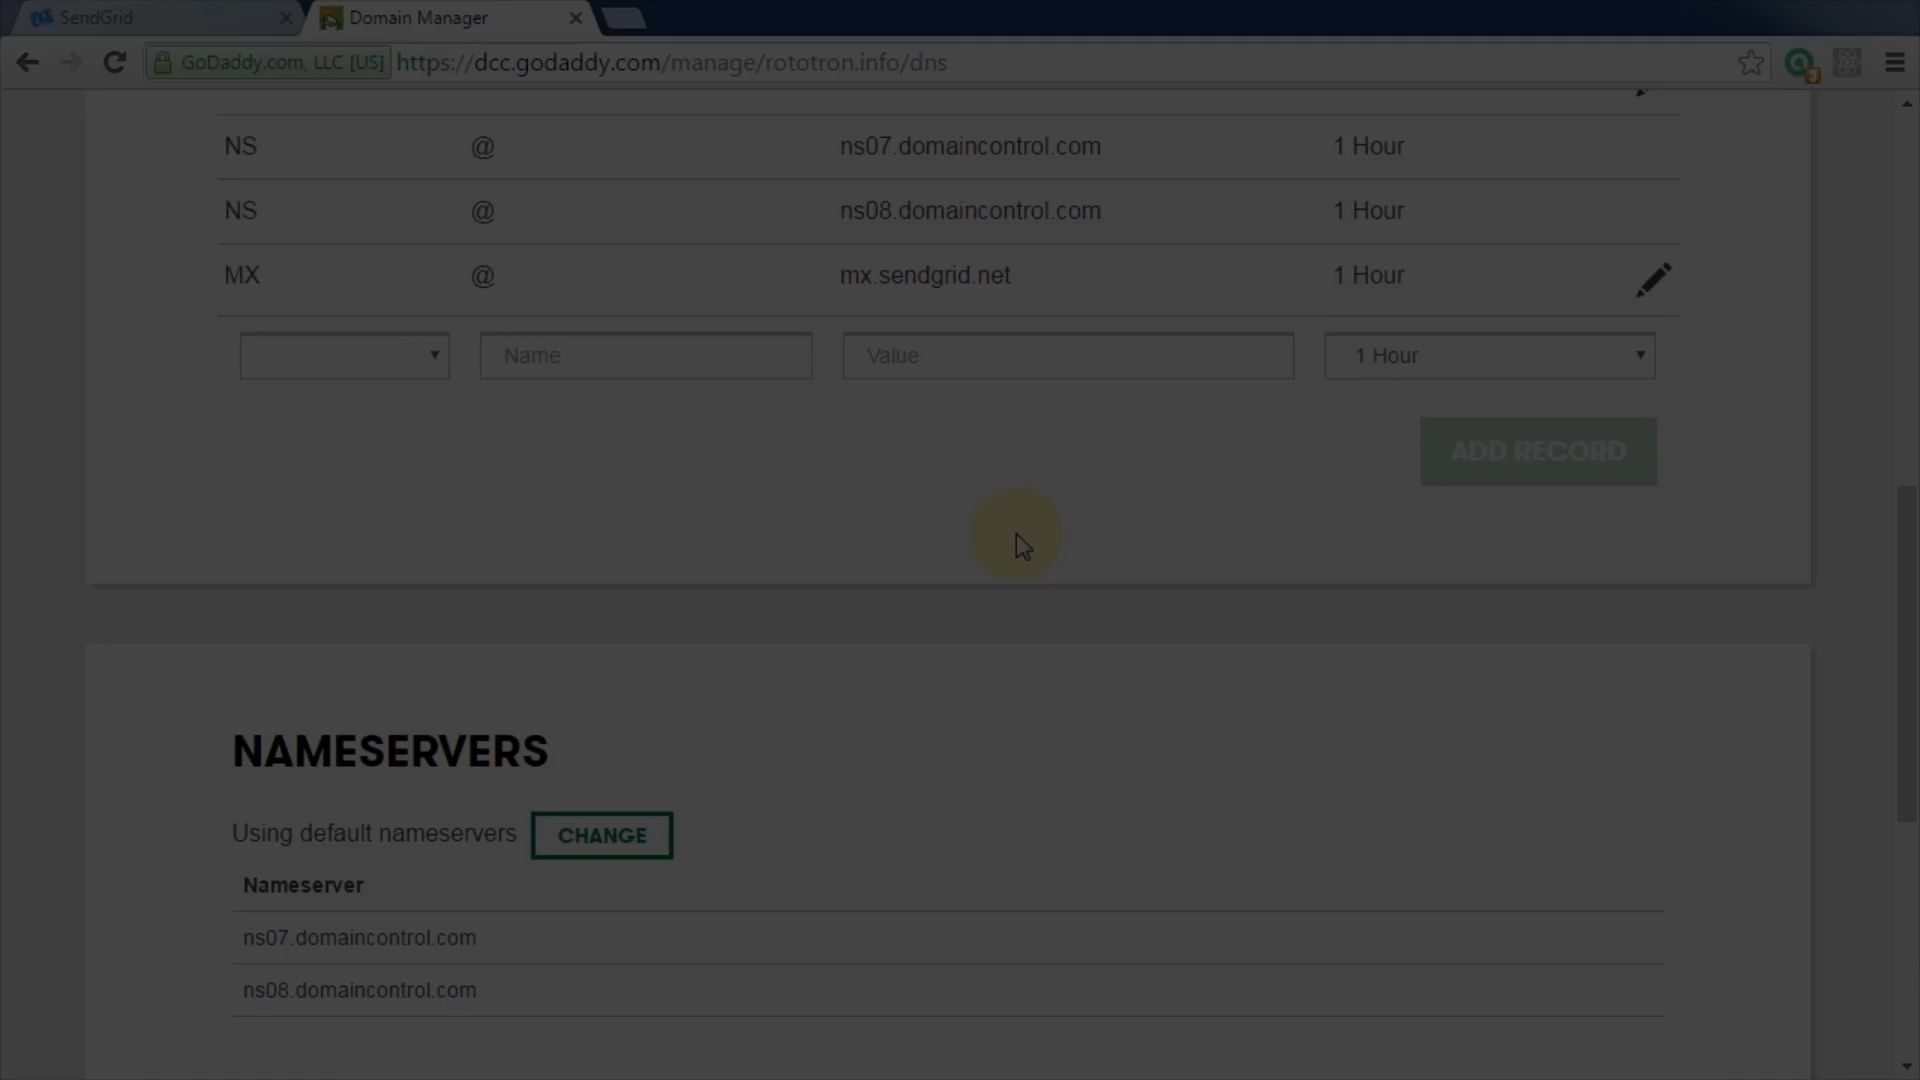 SendGrid Domain Manager
GoDaddy.com, LLC [US] https://dcc.godaddy.com/manage/rototron.info/dns
3
NS @ ns07.domaincontrol.com 1 Hour
NS @ ns08.domaincontrol.com 1 Hour
MX @ mx.sendgrid.net 1 Hour
Name Value 1 Hour
ADD RECORD
NAMESERVERS
Using default nameservers CHANGE
Nameserver
ns07.domaincontrol.com
ns08.domaincontrol.com